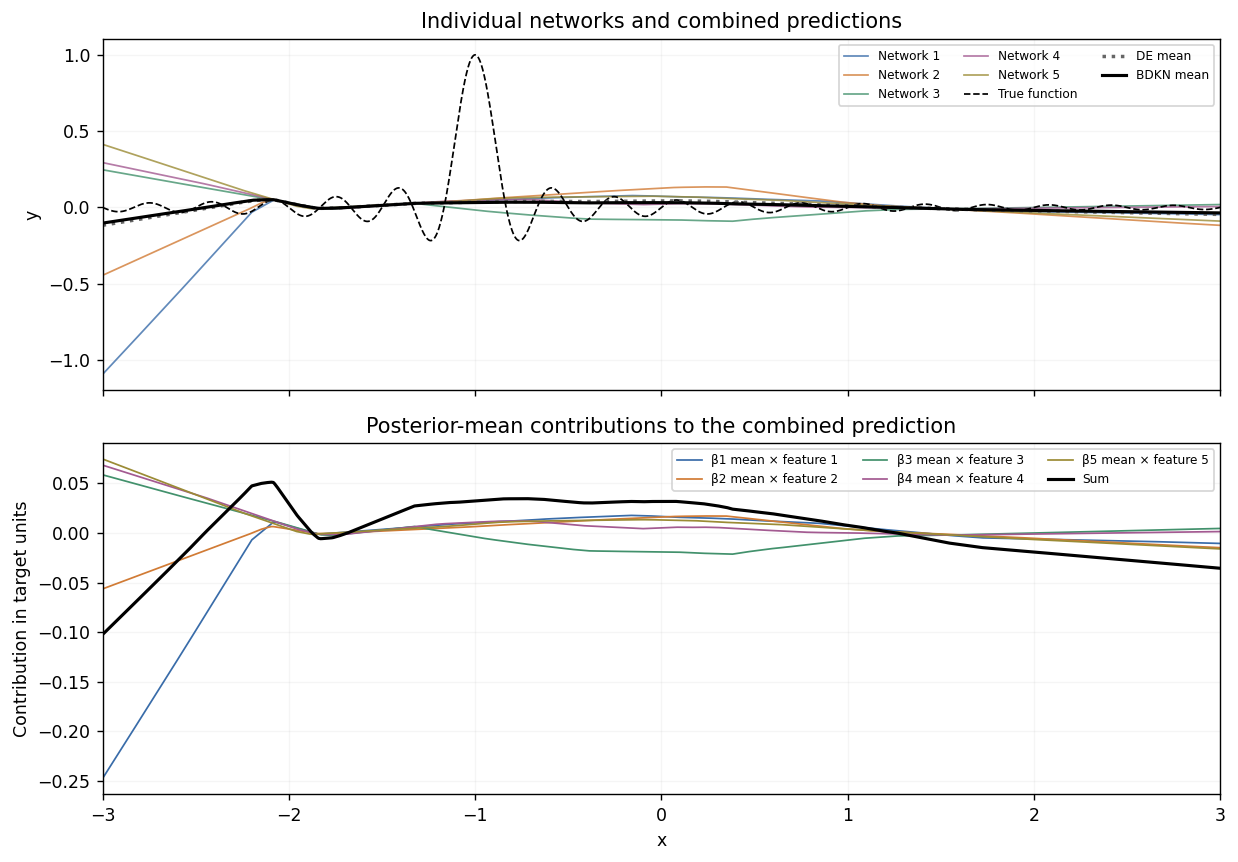 Individual networks and combined predictions
1.0
0.5
0.0
−0.5
−1.0
y
Network 1
Network 2
Network 3
Network 4
Network 5
True function
DE mean
BDKN mean
Posterior-mean contributions to the combined prediction
0.05
0.00
−0.05
−0.10
−0.15
−0.20
−0.25
Contribution in target units
β1 mean × feature 1
β2 mean × feature 2
β3 mean × feature 3
β4 mean × feature 4
β5 mean × feature 5
Sum
−3
−2
−1
0
1
2
3
x